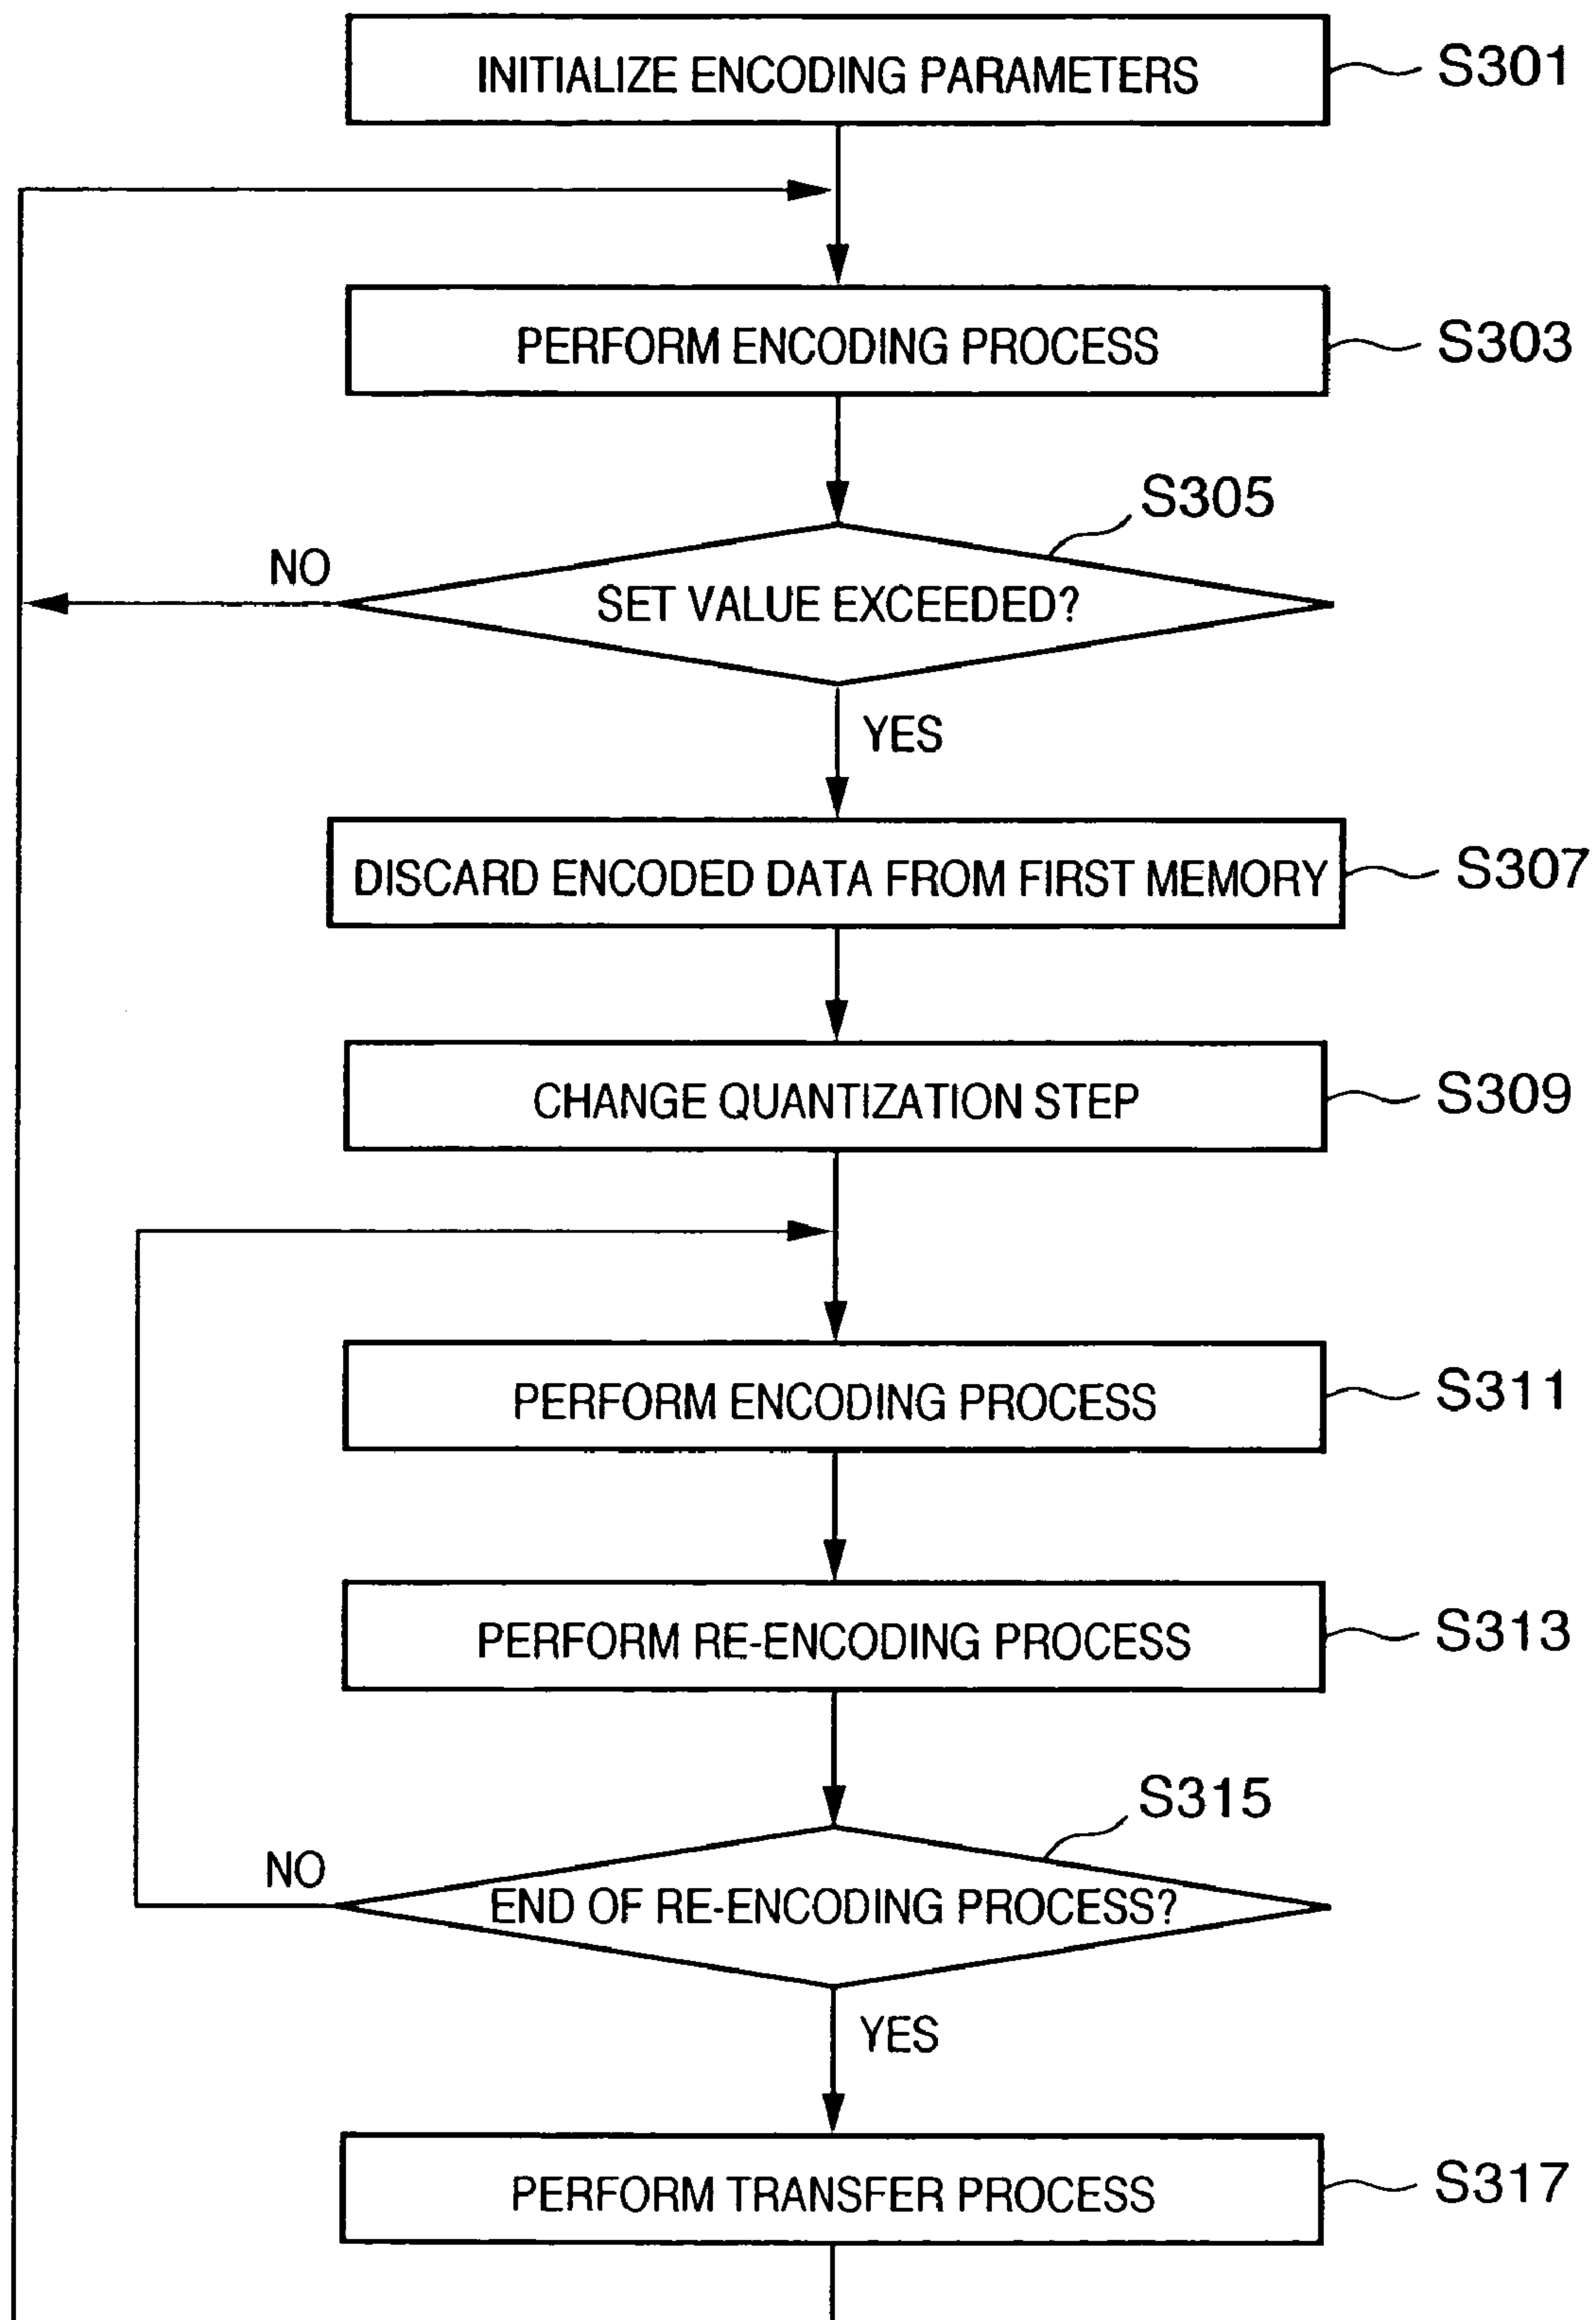 INITIALIZE ENCODING PARAMETERS
S301
PERFORM ENCODING PROCESS
S303
S305
NO
SET VALUE EXCEEDED?
YES
DISCARD ENCODED DATA FROM FIRST MEMORY
S307
CHANGE QUANTIZATION STEP
S309
PERFORM ENCODING PROCESS
S311
PERFORM RE-ENCODING PROCESS
S313
S315
NO
END OF RE-ENCODING PROCESS?
YES
PERFORM TRANSFER PROCESS
S317